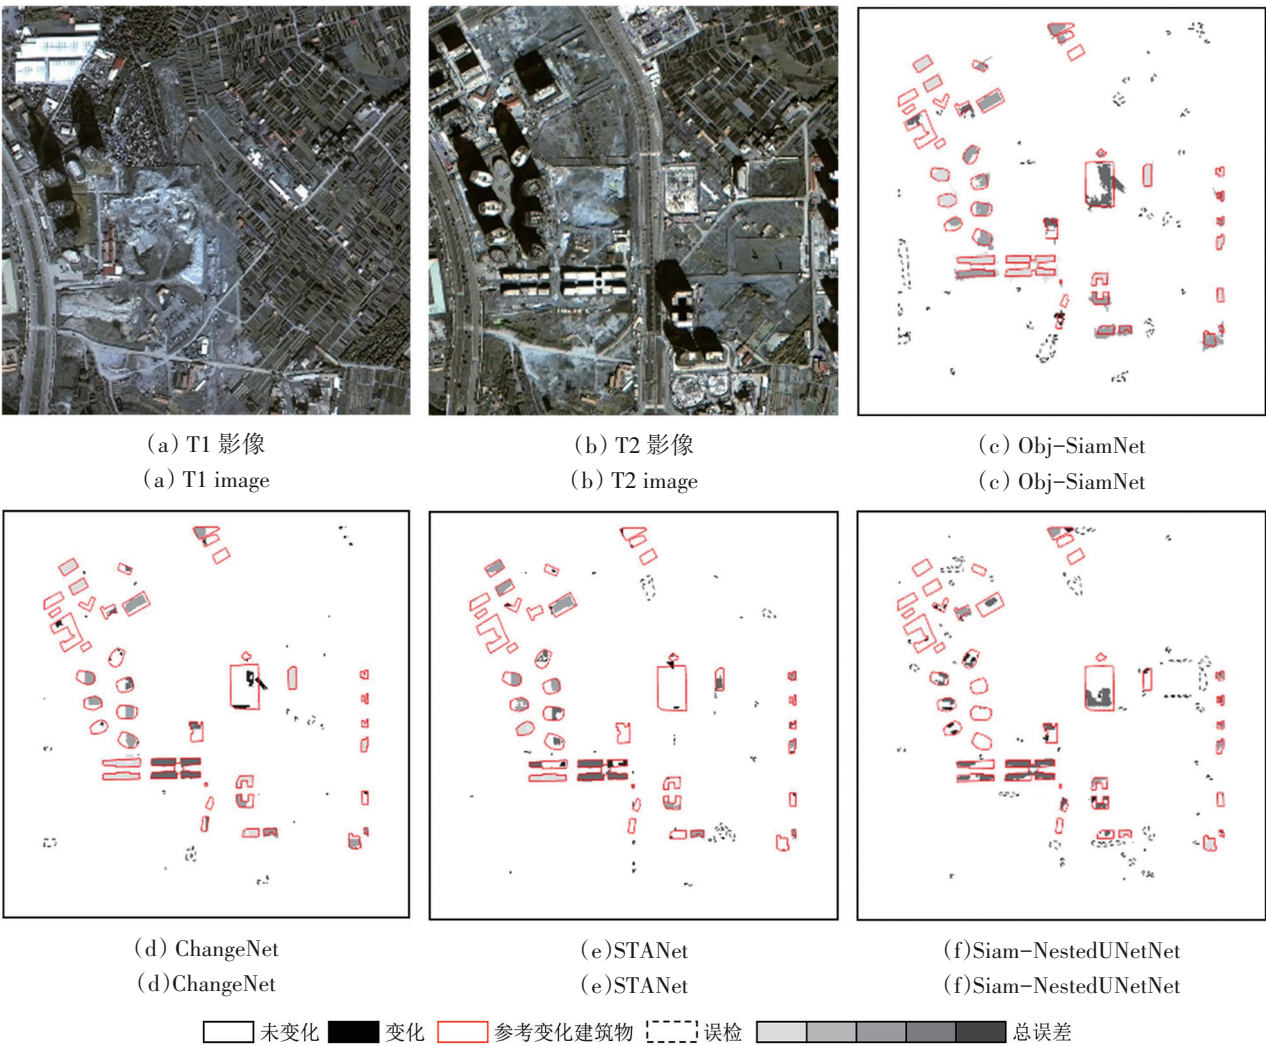 (a) T1 影像
(a) T1 image
(b) T2 影像
(b) T2 image
(c) Obj-SiamNet
(c) Obj-SiamNet
(d) ChangeNet
(d)ChangeNet
(e)STANet
(e)STANet
(f)Siam-NestedUNetNet
(f)Siam-NestedUNetNet
未变化 变化 参考变化建筑物 误检 总误差